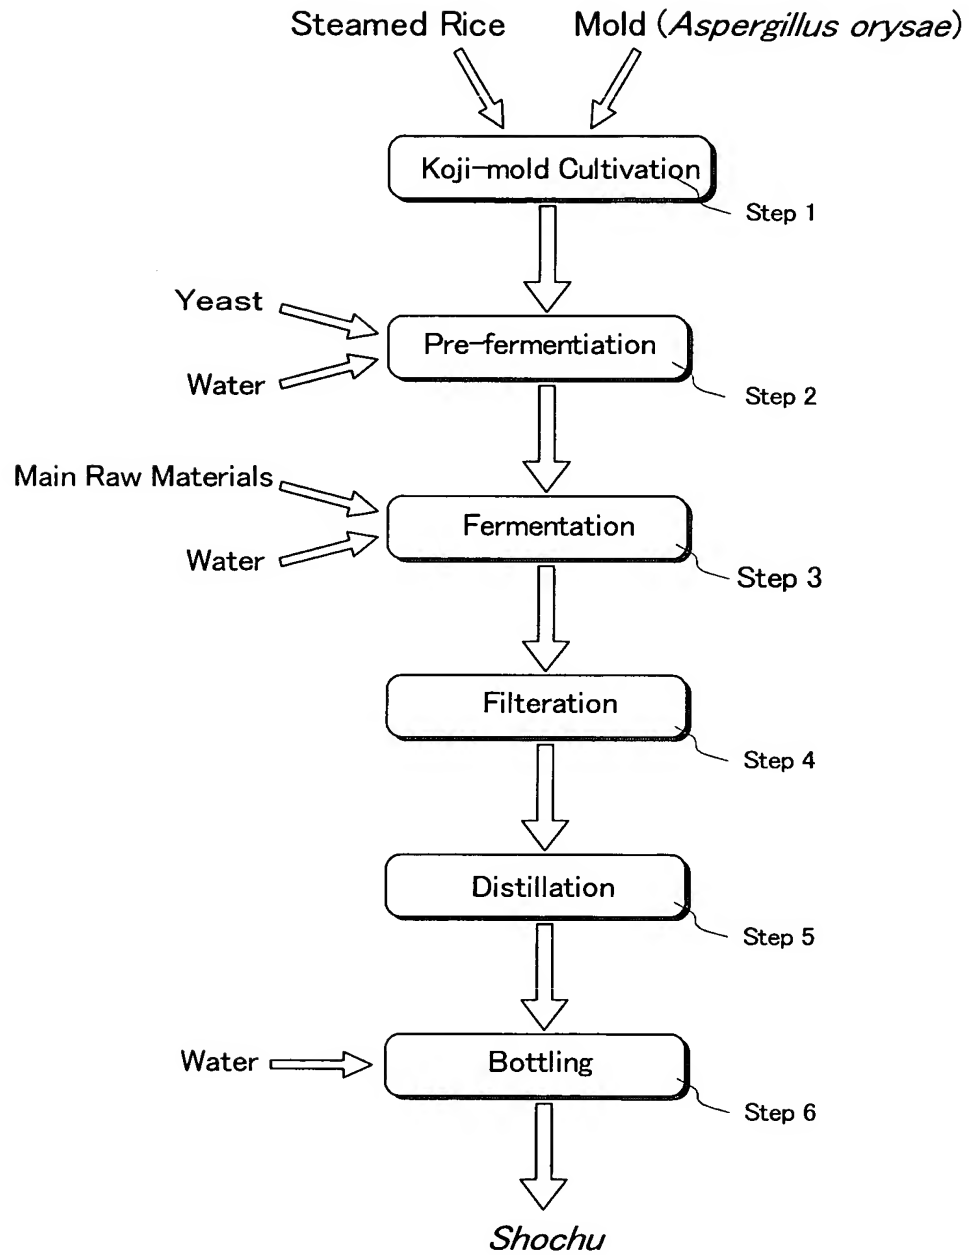 Steamed Rice Mold (Aspergillus orysae)
Koji-mold Cultivation
Step 1
Yeast
Pre-fermentiation
Water
Step 2
Main Raw Materials
Fermentation
Water
Step 3
Filteration
Step 4
Distillation
Step 5
Water
Bottling
Step 6
Shochu